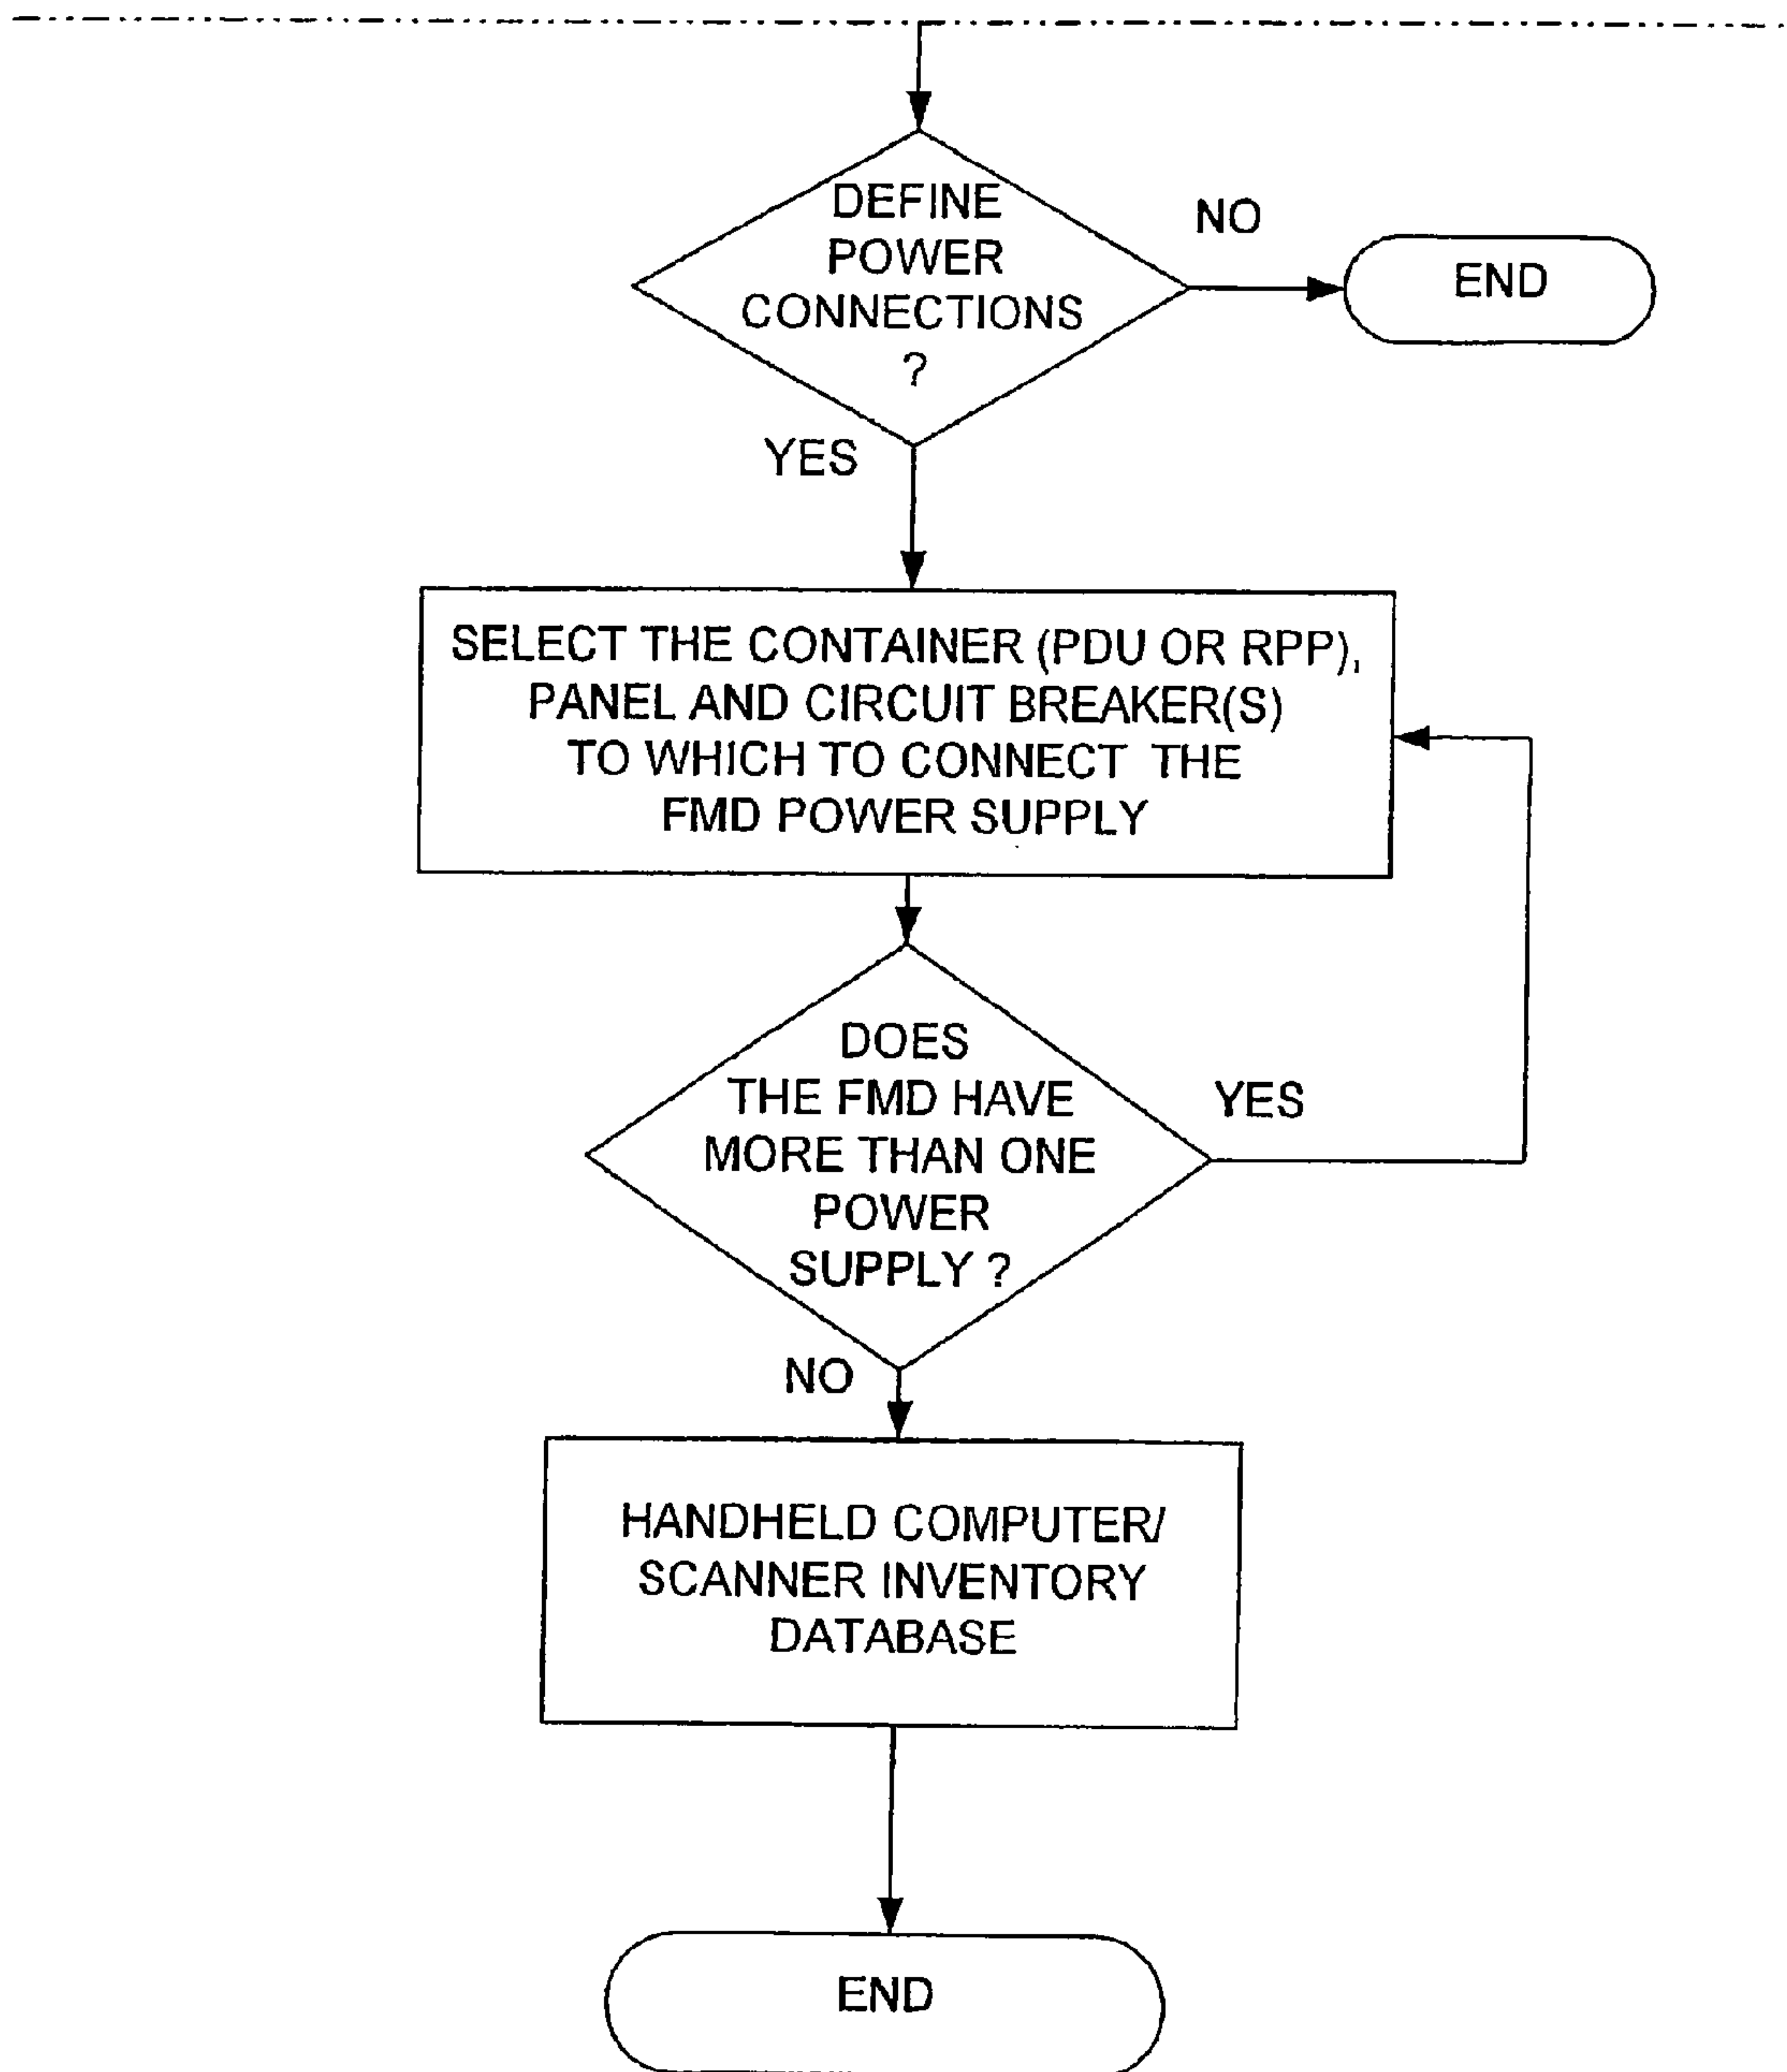 DEFINE
POWER
CONNECTIONS
?
NO
END
YES
SELECT THE CONTAINER (PDU OR RPP),
PANEL AND CIRCUIT BREAKER(S)
TO WHICH TO CONNECT THE
FMD POWER SUPPLY
DOES
THE FMD HAVE
MORE THAN ONE
POWER
SUPPLY ?
YES
NO
HANDHELD COMPUTER/
SCANNER INVENTORY
DATABASE
END